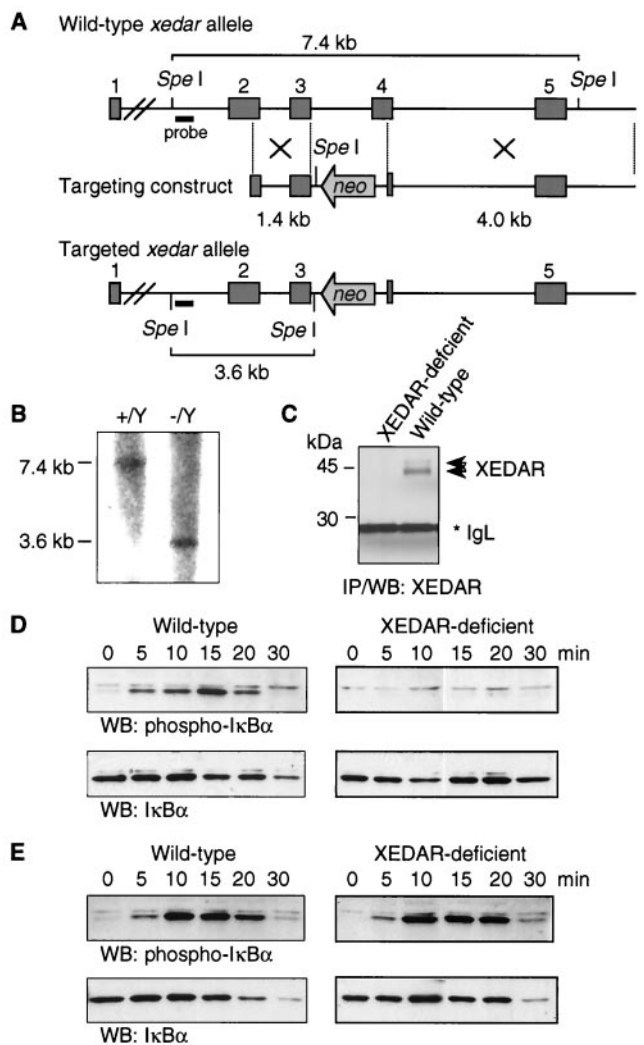 A
Wild-type xedar allele
7.4 kb
Spe I
Spe I
1
2
3
4
5
probe
Spe I
Targeting construct
neo
1.4 kb
4.0 kb
Targeted xedar allele
1
2
3
5
neo
Spe I
Spe I
3.6 kb
B
+/Y
-/Y
7.4 kb
3.6 kb
C
XEDAR-defcient
Wild-type
kDa
45
XEDAR
30
* IgL
IP/WB: XEDAR
D
Wild-type
XEDAR-deficient
0 5 10 15 20 30
0 5 10 15 20 30 min
WB: phospho-IκBα
WB: IκBα
E
Wild-type
XEDAR-deficient
0 5 10 15 20 30
0 5 10 15 20 30 min
WB: phospho-IκBα
WB: IκBα